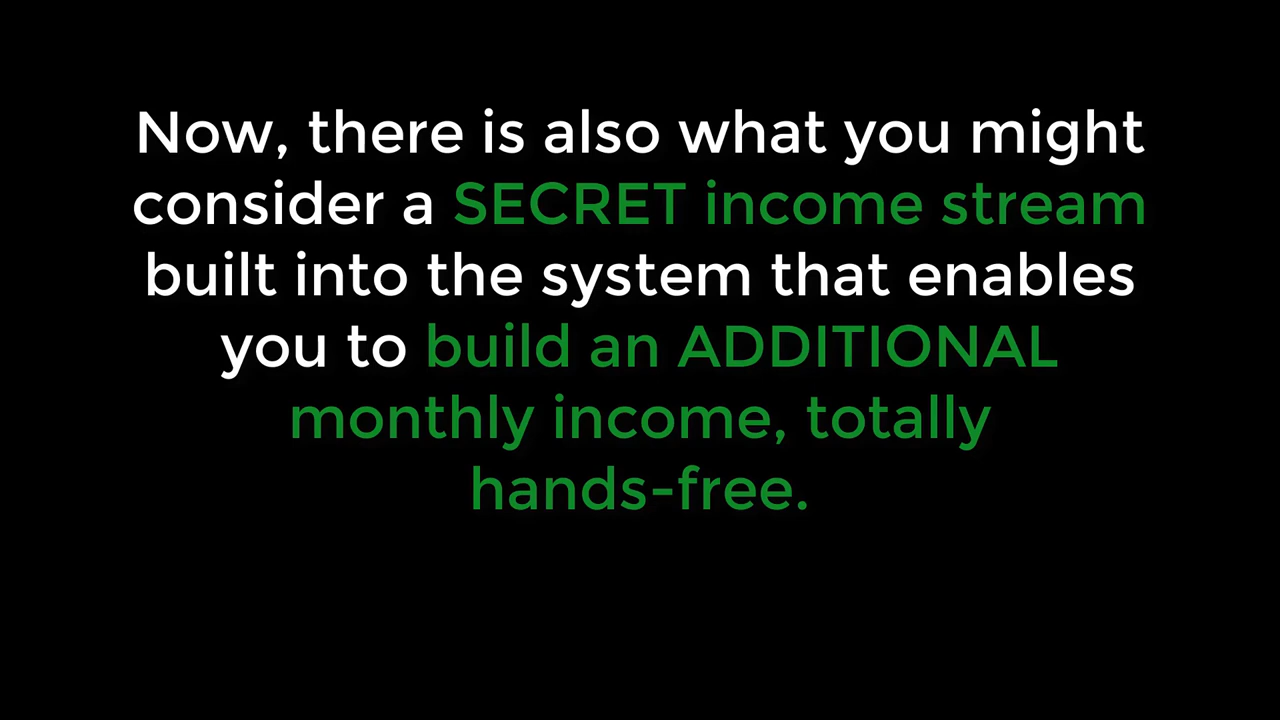 Now, there is also what you might
consider a SECRET income stream
built into the system that enables
you to build an ADDITIONAL
monthly income, totally
hands-free.